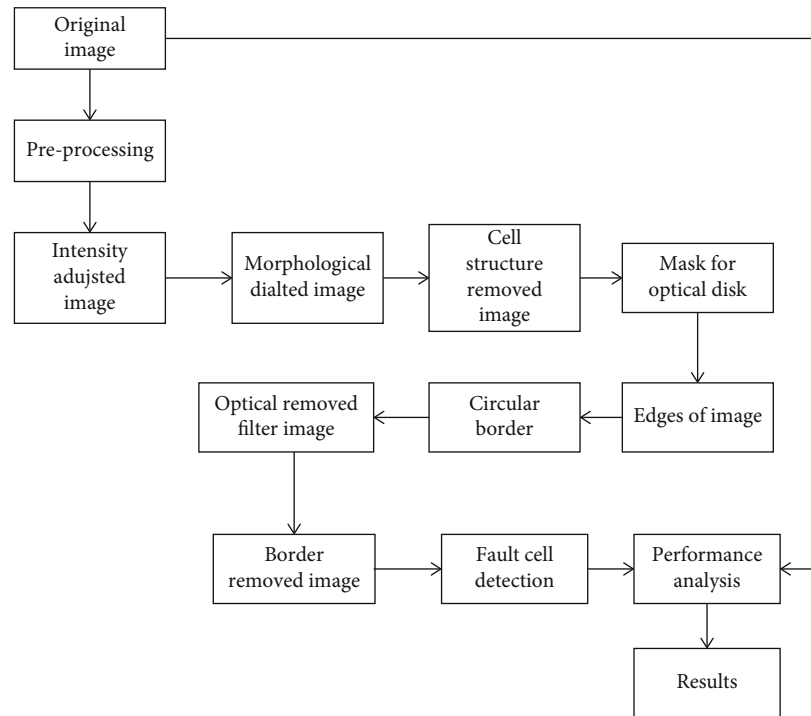 Original
image
Pre-processing
Intensity
adujsted
image
Morphological
dialted image
Cell
structure
removed
image
Mask for
optical disk
Edges of image
Circular
border
Optical removed
filter image
Border
removed image
Fault cell
detection
Performance
analysis
Results